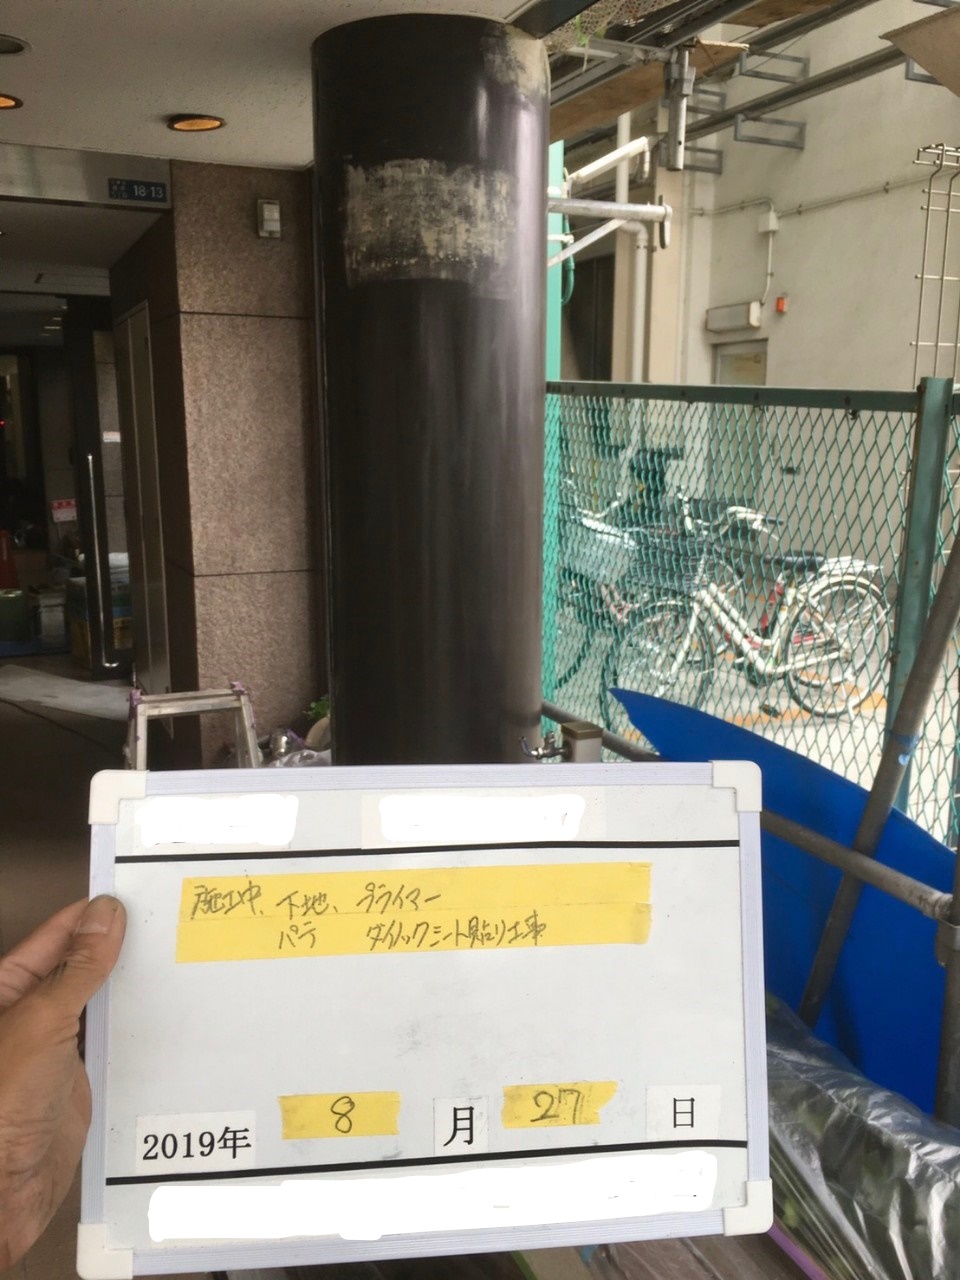 18-13
施工中、下地、プライマー
パテ ダイノックシート貼り工事
2019年 8 月 27 日